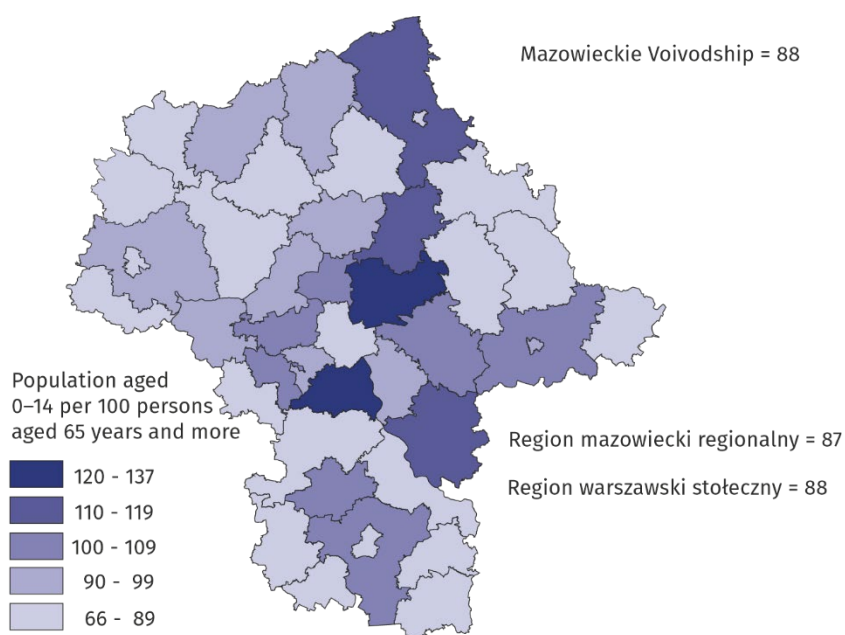 Mazowieckie Voivodship = 88
Population aged
0–14 per 100 persons
aged 65 years and more
120 - 137
110 - 119
100 - 109
90 - 99
66 - 89
Region mazowiecki regionalny = 87
Region warszawski stołeczny = 88